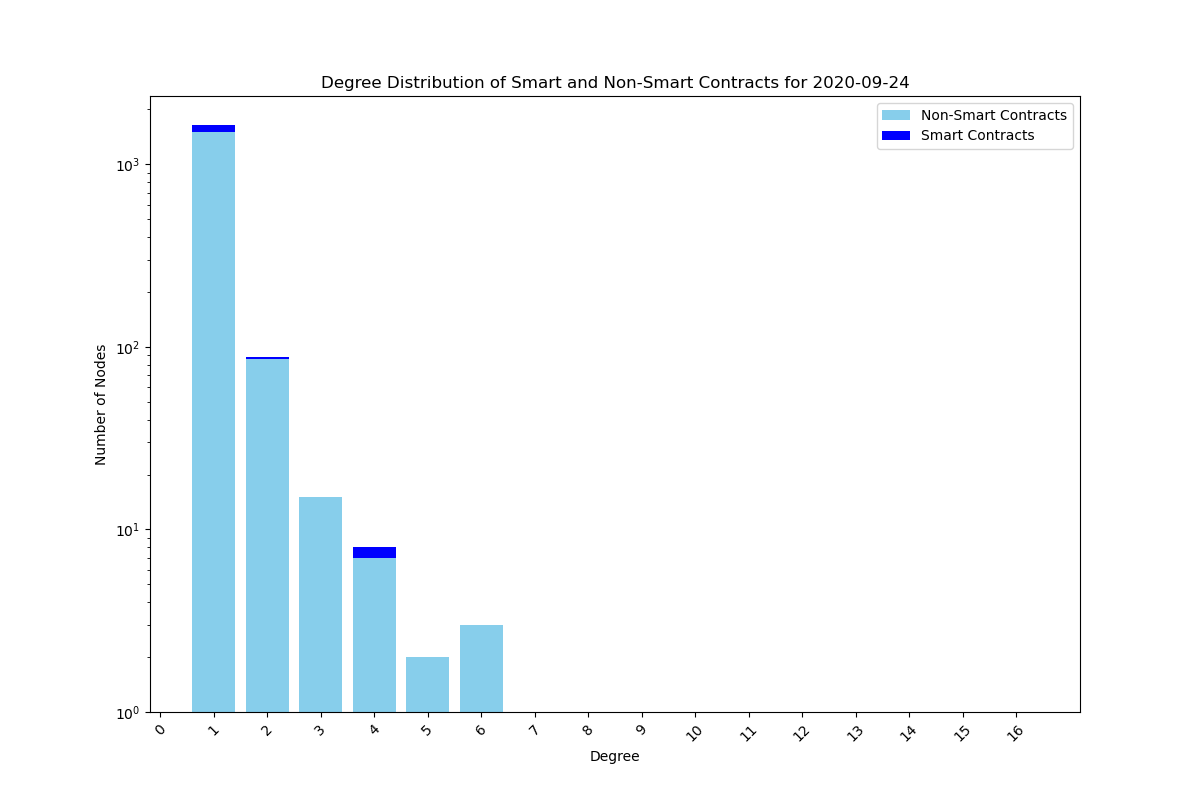 Degree Distribution of Smart and Non-Smart Contracts for 2020-09-24
Non-Smart Contracts
Smart Contracts
Number of Nodes
10³
10²
10¹
10⁰
0 1 2 3 4 5 6 7 8 9 10 11 12 13 14 15 16
Degree